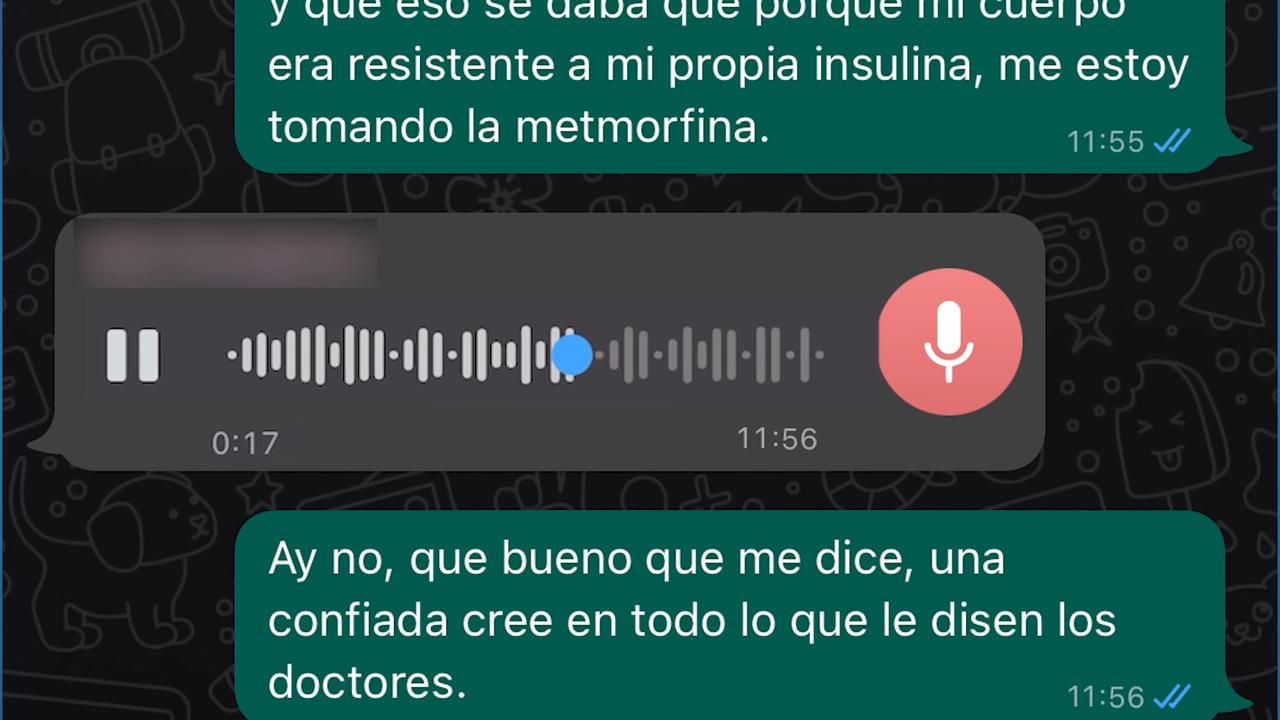 y que eso se daba que porque mi cuerpo
era resistente a mi propia insulina, me estoy
tomando la metmorfina.
11:55
0:17
11:56
Ay no, que bueno que me dice, una
confiada cree en todo lo que le disen los
doctores.
11:56